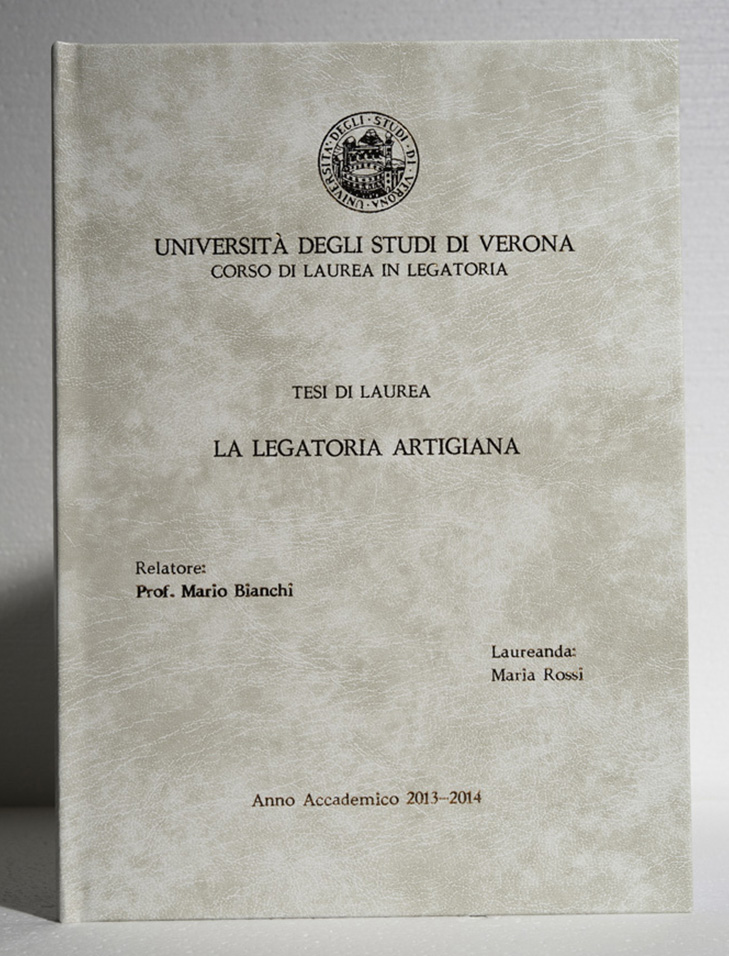 UNIVERSITÀ · DEGLI · STUDI · DI · VERONA ·
UNIVERSITÀ DEGLI STUDI DI VERONA
CORSO DI LAUREA IN LEGATORIA
TESI DI LAUREA
LA LEGATORIA ARTIGIANA
Relatore:
Prof. Mario Bianchi
Laureanda:
Maria Rossi
Anno Accademico 2013–2014